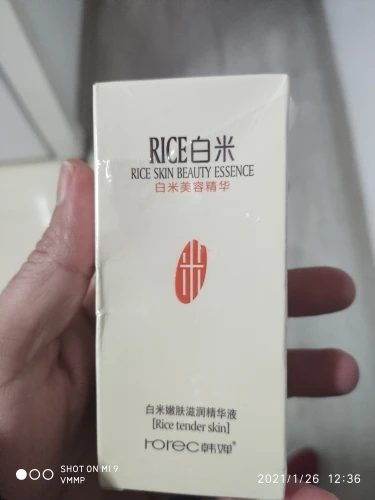 RICE白米
RICE SKIN BEAUTY ESSENCE
白米美容精华
米
白米嫩肤滋润精华液
[Rice tender skin]
rorec韩婵®
SHOT ON MI 9
VMMP
2021/1/26 12:36